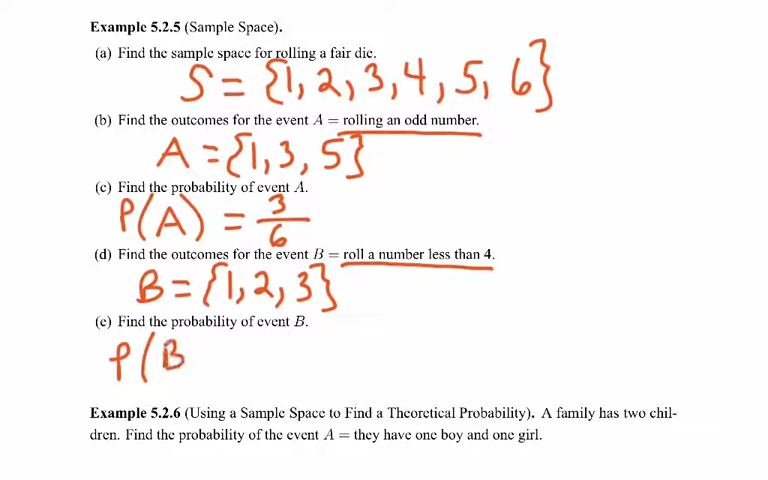 Example 5.2.5 (Sample Space).
(a) Find the sample space for rolling a fair die.
S = {1, 2, 3, 4, 5, 6}
(b) Find the outcomes for the event A = rolling an odd number.
A = {1, 3, 5}
(c) Find the probability of event A.
P(A) = 3/6
(d) Find the outcomes for the event B = roll a number less than 4.
B = {1, 2, 3}
(e) Find the probability of event B.
P(B
Example 5.2.6 (Using a Sample Space to Find a Theoretical Probability). A family has two chil-
dren. Find the probability of the event A = they have one boy and one girl.